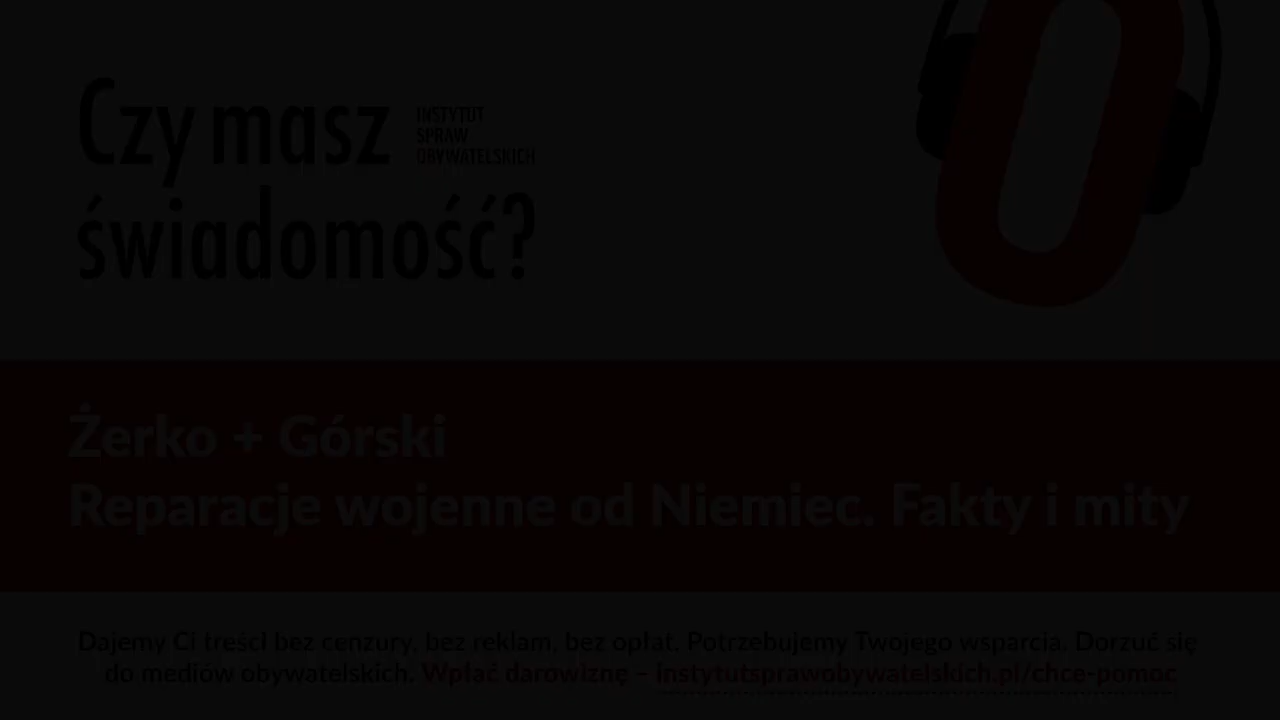 Czy masz
INSTYTUT
SPRAW
OBYWATELSKICH
świadomość?
Żerko + Górski
Reparacje wojenne od Niemiec. Fakty i mity
Dajemy Ci treści bez cenzury, bez reklam, bez opłat. Potrzebujemy Twojego wsparcia. Dorzuć się
do mediów obywatelskich. Wpłać darowiznę – instytutsprawobywatelskich.pl/chce-pomoc